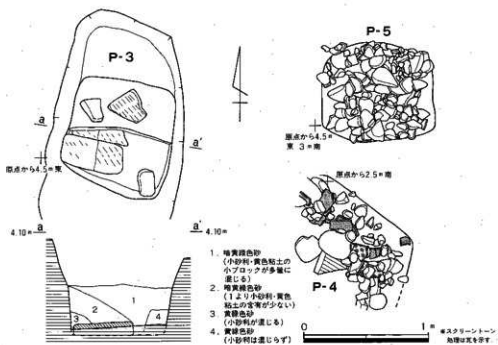 P-3
a
a'
原点から4.5m東
P-5
原点から4.5m
東 3m南
原点から2.5m南
P-4
4.10m a
a' 4.10m
1
2
3
4
1. 暗黄緑色砂
(小砂利・黄色粘土の
小ブロックが多量に
混じる)
2. 暗黄緑色砂
(1より小砂利・黄色
粘土の含有が少ない)
3. 黄緑色砂
(小砂利が混じる)
4. 黄緑色砂
(小砂利は混じらず)
0
1m
※スクリーントーン
処理は瓦を示す.